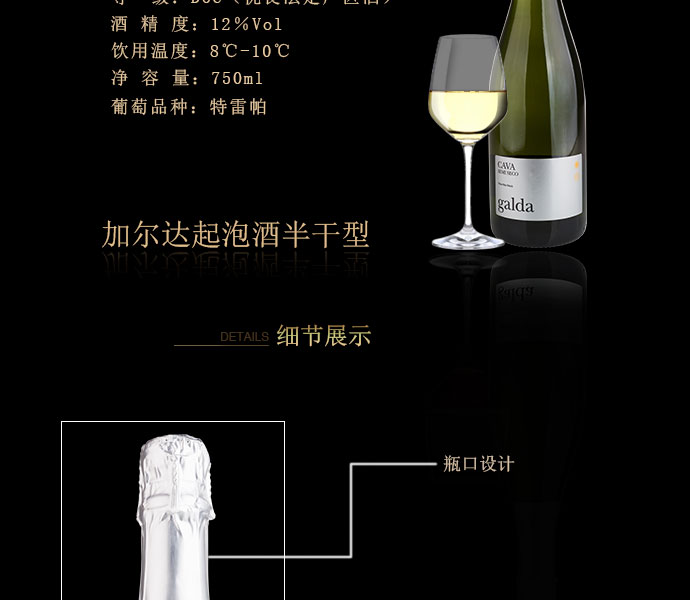 酒 精 度：12％Vol
饮用温度：8℃-10℃
净 容 量：750ml
葡萄品种：特雷帕
CAVA
SEMI SECO
galda
加尔达起泡酒半干型
DETAILS 细节展示
瓶口设计